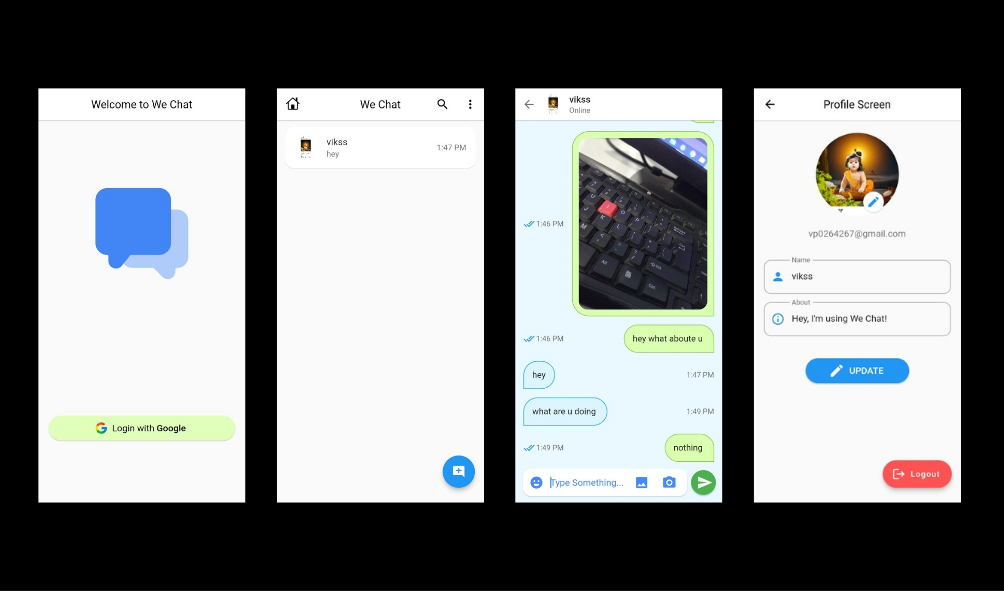 Welcome to We Chat
Login with Google
We Chat
vikss
hey
1:47 PM
vikss
Online
1:46 PM
hey what aboute u
1:46 PM
hey
1:47 PM
what are u doing
1:49 PM
nothing
1:49 PM
Type Something...
Profile Screen
vp0264267@gmail.com
Name
vikss
About
Hey, I'm using We Chat!
UPDATE
Logout